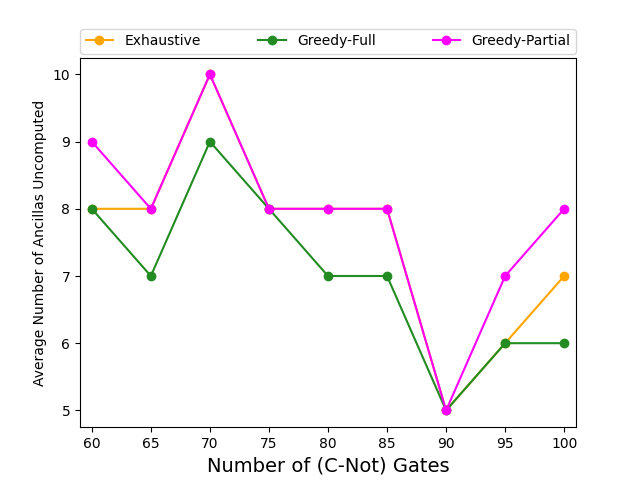 Exhaustive Greedy-Full Greedy-Partial
10
9
8
7
6
5
Average Number of Ancillas Uncomputed
60 65 70 75 80 85 90 95 100
Number of (C-Not) Gates